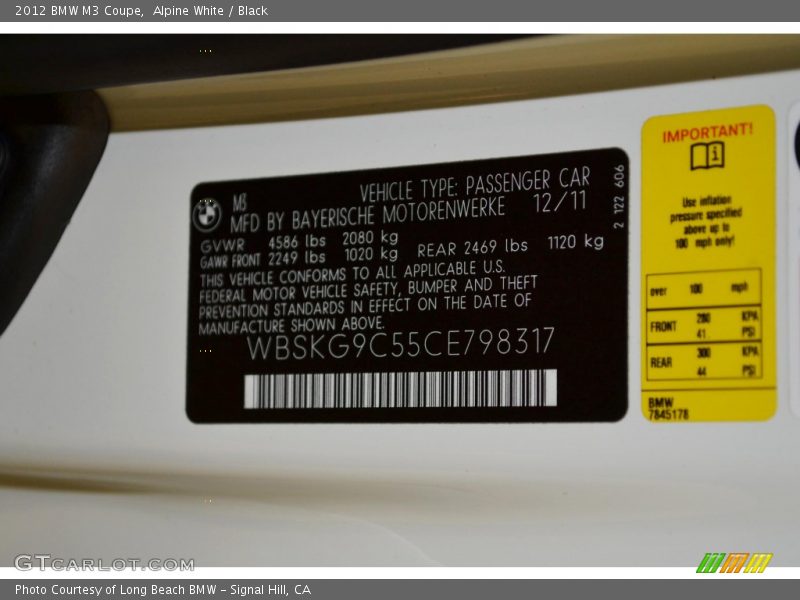 2012 BMW M3 Coupe,  Alpine White / Black
M3
VEHICLE TYPE: PASSENGER CAR
MFD BY BAYERISCHE MOTORENWERKE 12/11
GVWR 4586 lbs 2080 kg
GAWR FRONT 2249 lbs 1020 kg REAR 2469 lbs 1120 kg
THIS VEHICLE CONFORMS TO ALL APPLICABLE U.S.
FEDERAL MOTOR VEHICLE SAFETY, BUMPER AND THEFT
PREVENTION STANDARDS IN EFFECT ON THE DATE OF
MANUFACTURE SHOWN ABOVE.
WBSKG9C55CE798317
2 122 606
IMPORTANT!
i
Use inflation
pressure specified
above up to
100 mph only!
over 100 mph
FRONT 280 KPA
41 PSI
REAR 300 KPA
44 PSI
BMW
7845178
GTCARLOT.COM
Photo Courtesy of Long Beach BMW - Signal Hill, CA